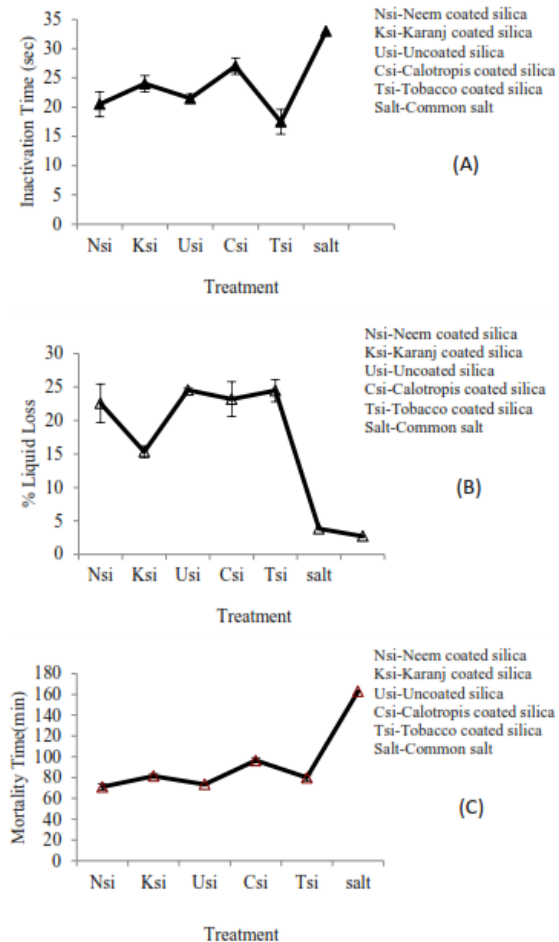 35
30
25
20
15
10
5
0
Inactivation Time (sec)
Nsi Ksi Usi Csi Tsi salt
Treatment
Nsi-Neem coated silica
Ksi-Karanj coated silica
Usi-Uncoated silica
Csi-Calotropis coated silica
Tsi-Tobacco coated silica
Salt-Common salt
(A)
30
25
20
15
10
5
0
% Liquid Loss
Nsi Ksi Usi Csi Tsi salt
Treatment
Nsi-Neem coated silica
Ksi-Karanj coated silica
Usi-Uncoated silica
Csi-Calotropis coated silica
Tsi-Tobacco coated silica
Salt-Common salt
(B)
180
160
140
120
100
80
60
40
20
0
Mortality Time(min)
Nsi Ksi Usi Csi Tsi salt
Treatment
Nsi-Neem coated silica
Ksi-Karanj coated silica
Usi-Uncoated silica
Csi-Calotropis coated silica
Tsi-Tobacco coated silica
Salt-Common salt
(C)